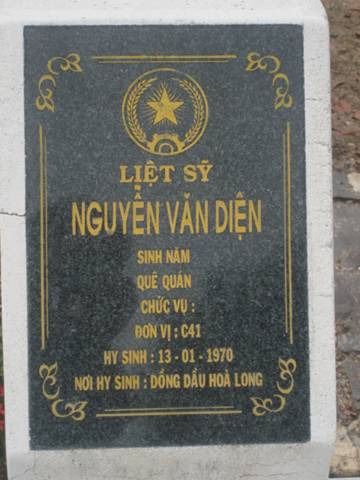 LIỆT SỸ
NGUYỄN VĂN DIỆN
SINH NĂM
QUÊ QUÁN
CHỨC VỤ :
ĐƠN VỊ : C41
HY SINH : 13 - 01 - 1970
NƠI HY SINH : DỒNG DẦU HOÀ LONG